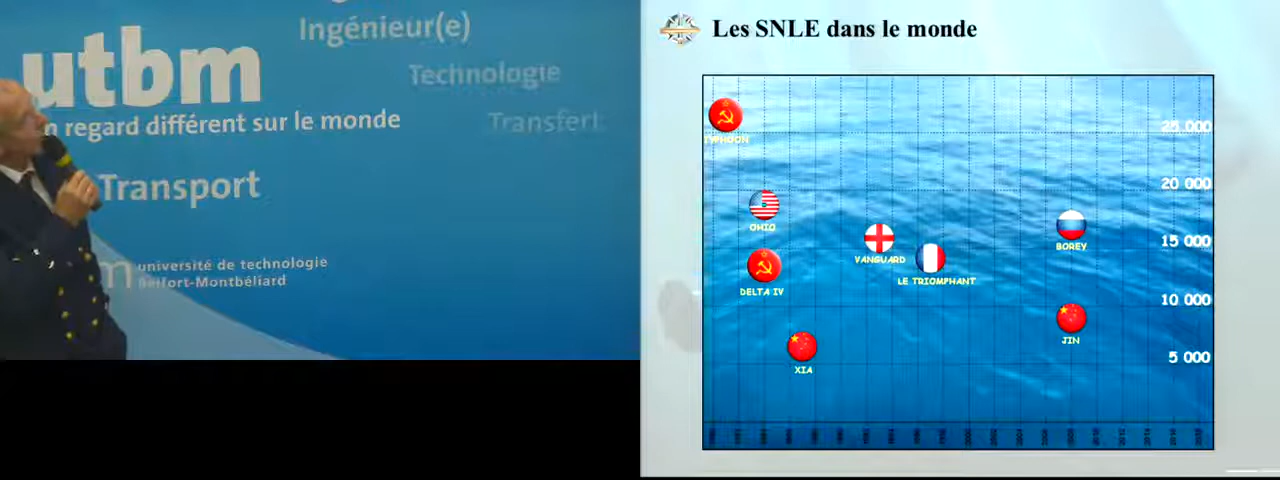 Ingénieur(e)
Technologie
utbm
n regard différent sur le monde
Transfert
Transport
m université de technologie
Belfort-Montbéliard
Les SNLE dans le monde
TYPHOON
25 000
20 000
OHIO
15 000
VANGUARD
BOREY
LE TRIOMPHANT
DELTA IV
10 000
JIN
5 000
XIA